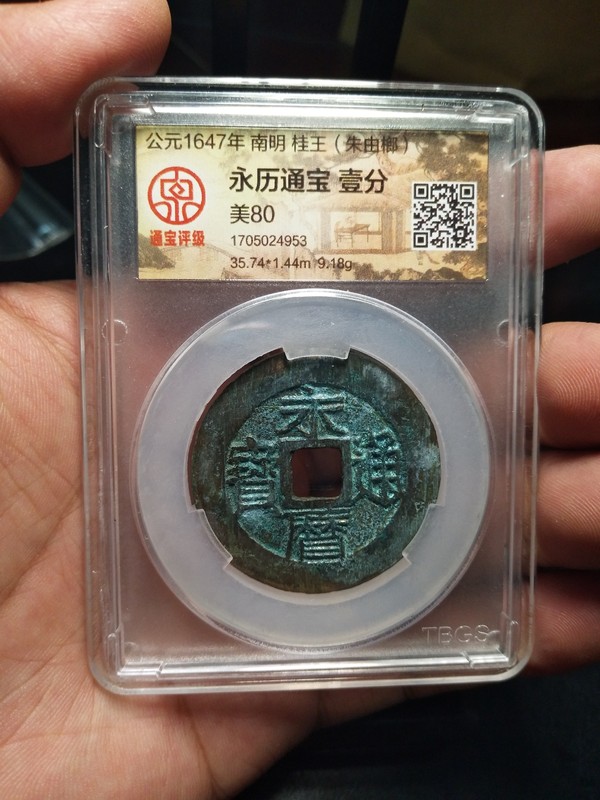 公元1647年 南明 桂王（朱由榔）
永历通宝 壹分
美80
通宝评级
1705024953
35.74*1.44m 9.18g
永
寶 通
曆
TBGS